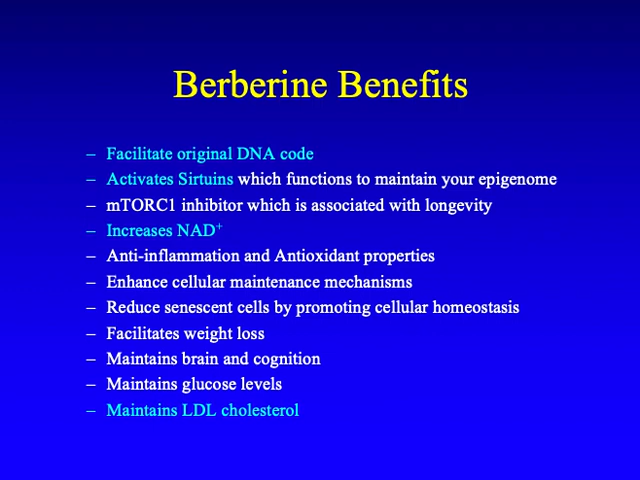 Berberine Benefits
– Facilitate original DNA code
– Activates Sirtuins which functions to maintain your epigenome
– mTORC1 inhibitor which is associated with longevity
– Increases NAD⁺
– Anti-inflammation and Antioxidant properties
– Enhance cellular maintenance mechanisms
– Reduce senescent cells by promoting cellular homeostasis
– Facilitates weight loss
– Maintains brain and cognition
– Maintains glucose levels
– Maintains LDL cholesterol